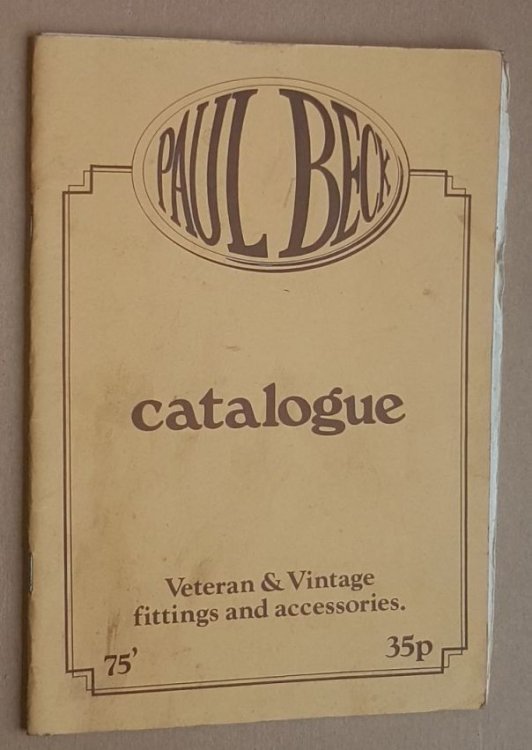 PAUL BECK
catalogue
Veteran & Vintage
fittings and accessories.
75'
35p